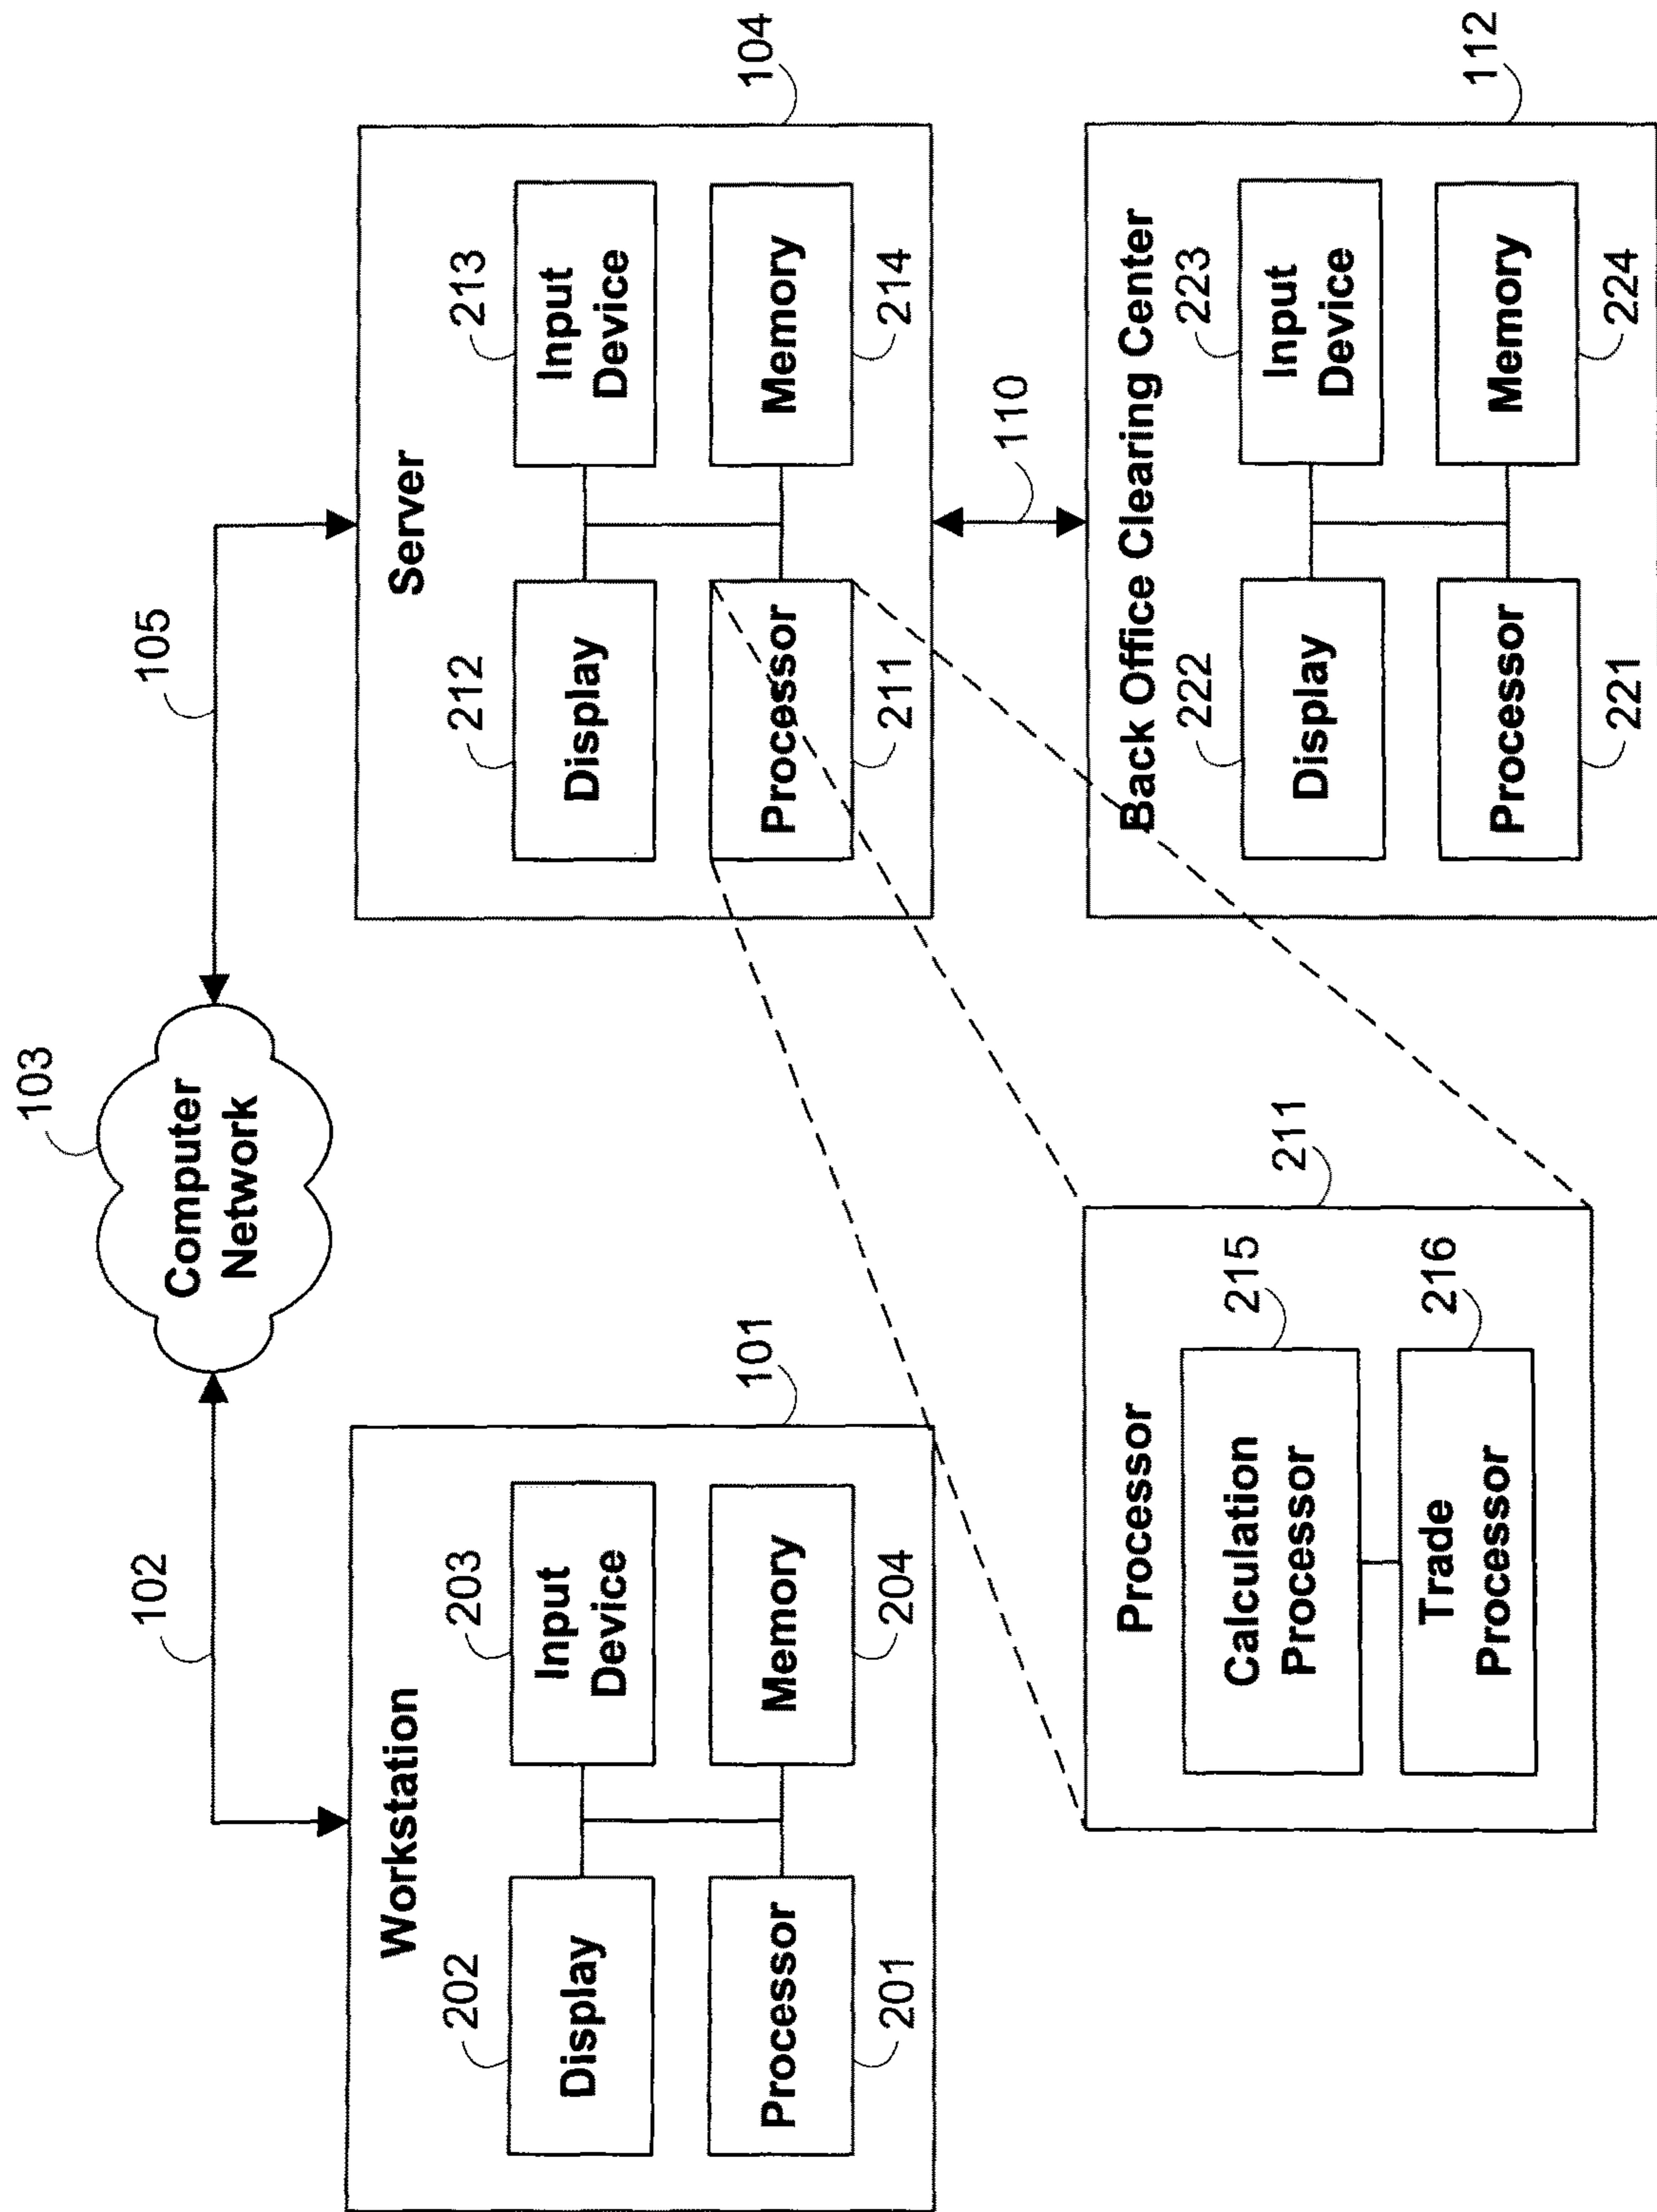 103
Computer
Network
102
105
Workstation
101
202
Display
203
Input
Device
Processor
201
Memory
204
Server
104
212
Display
213
Input
Device
Processor
211
Memory
214
110
Processor
211
Calculation
Processor
215
Trade
Processor
216
Back Office Clearing Center
112
222
Display
223
Input
Device
Processor
221
Memory
224